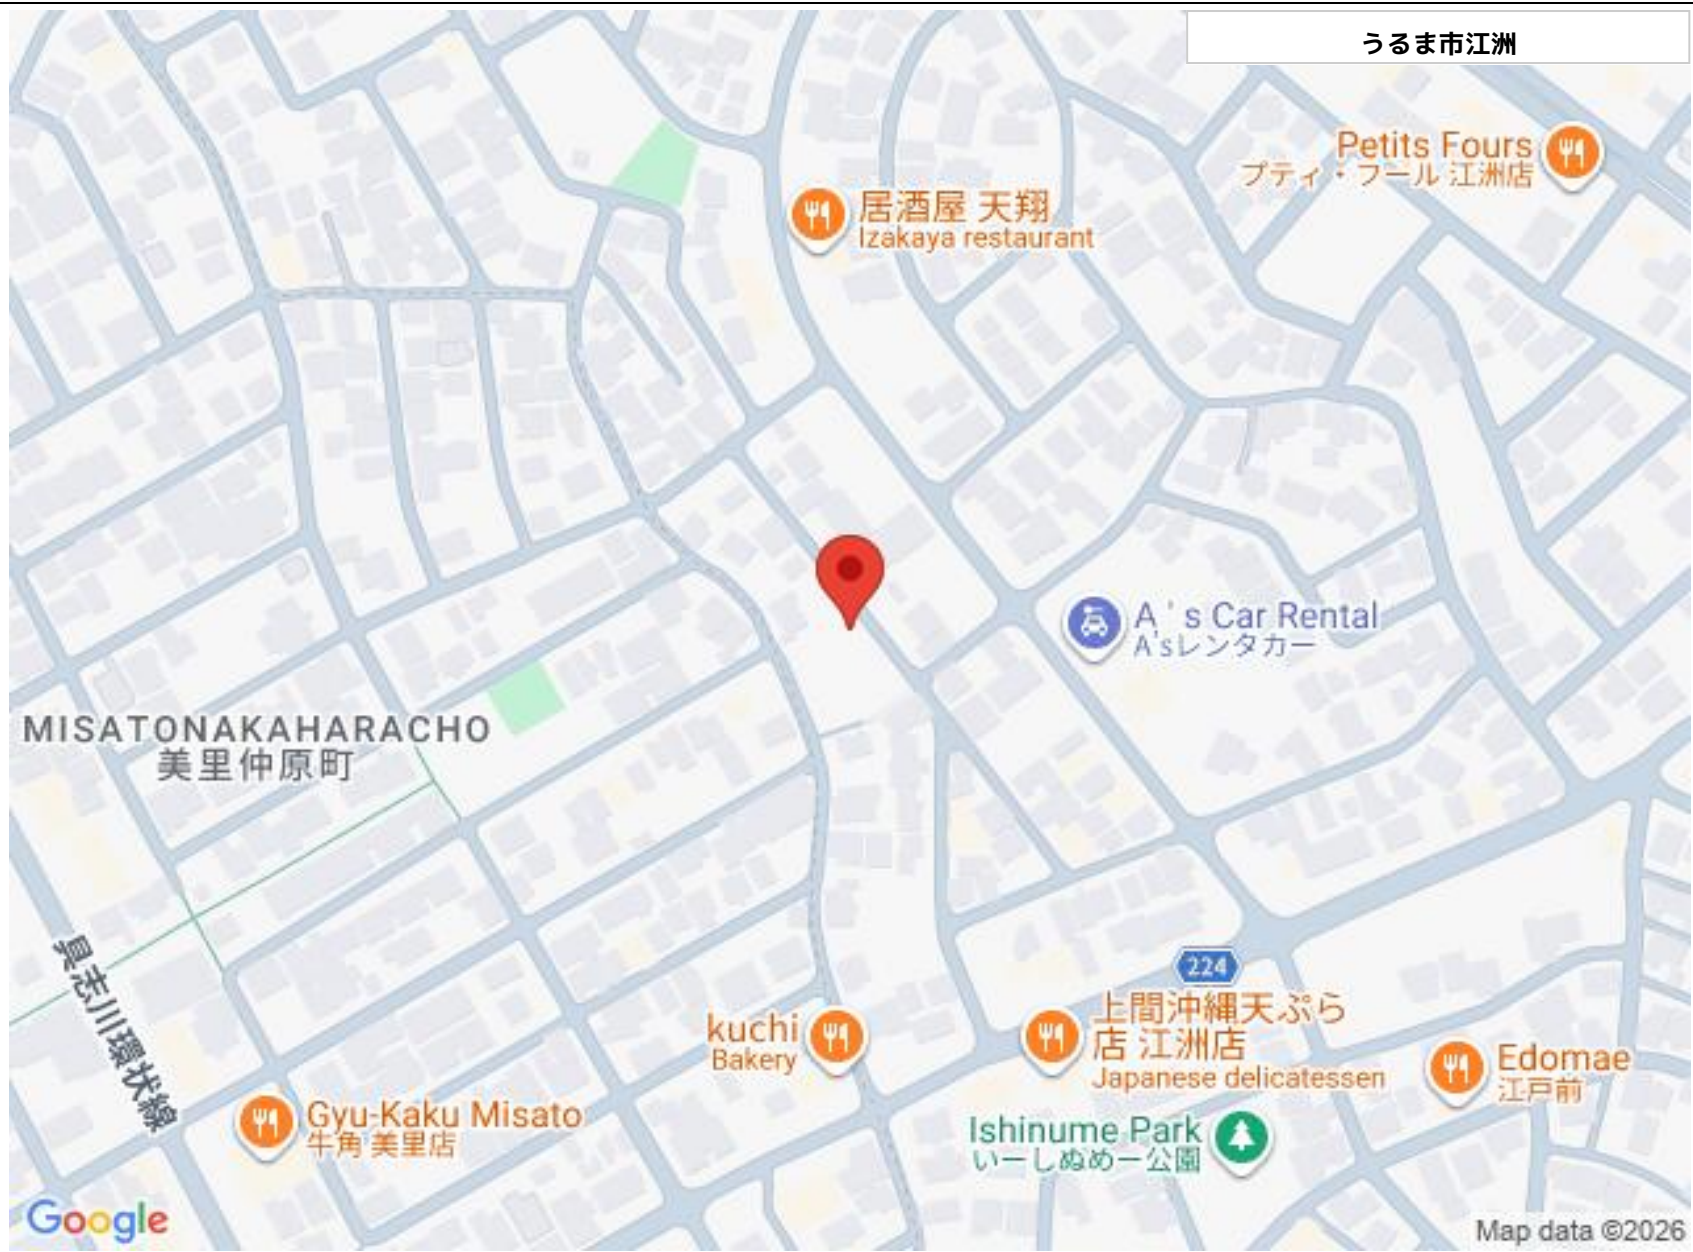 うるま市江洲
Petits Fours
プティ・フール 江洲店
居酒屋 天翔
Izakaya restaurant
A's Car Rental
A'sレンタカー
MISATONAKAHARACHO
美里仲原町
具志川環状線
224
上間沖縄天ぷら
店 江洲店
Japanese delicatessen
kuchi
Bakery
Edomae
江戸前
Gyu-Kaku Misato
牛角 美里店
Ishinume Park
いーしぬめー公園
Google
Map data ©2026